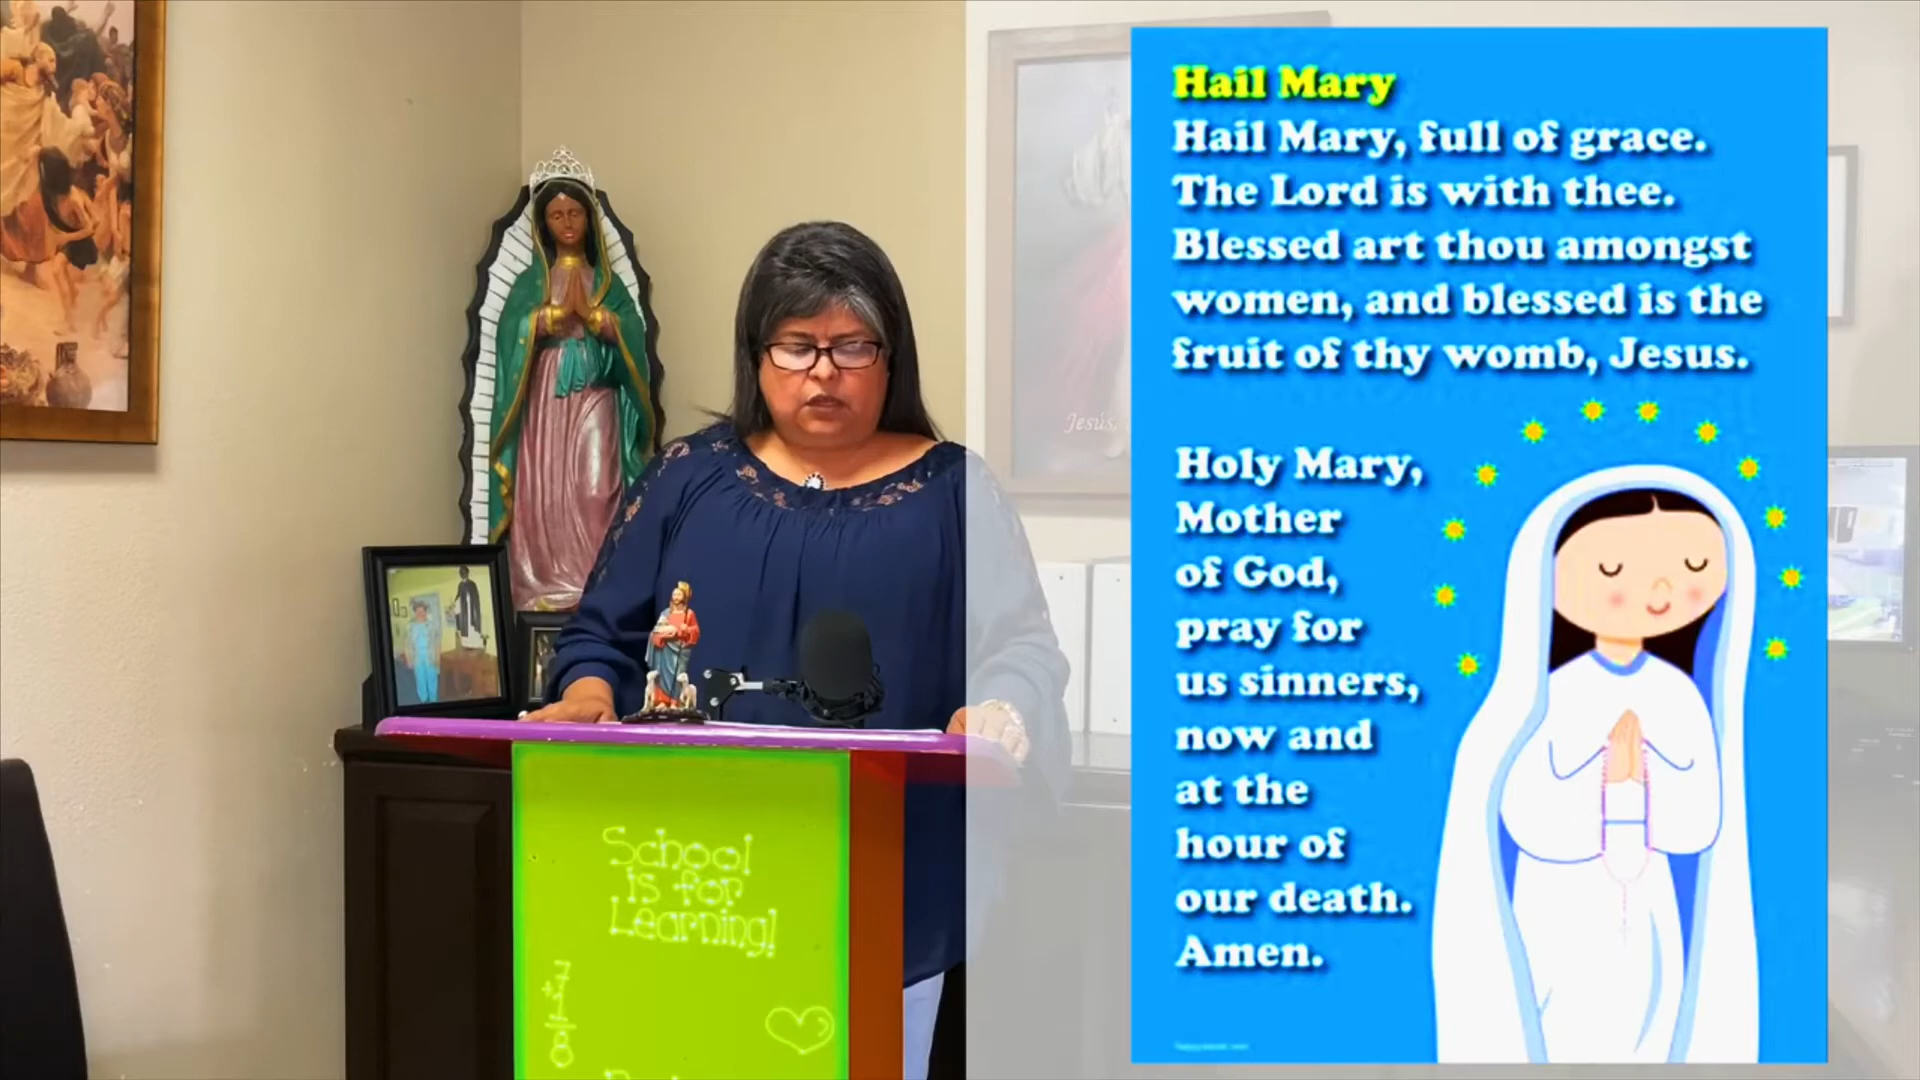 Hail Mary
Hail Mary, full of grace.
The Lord is with thee.
Blessed art thou amongst
women, and blessed is the
fruit of thy womb, Jesus.
Holy Mary,
Mother
of God,
pray for
us sinners,
now and
at the
hour of
our death.
Amen.
Jesús,
School
is for
Learning!